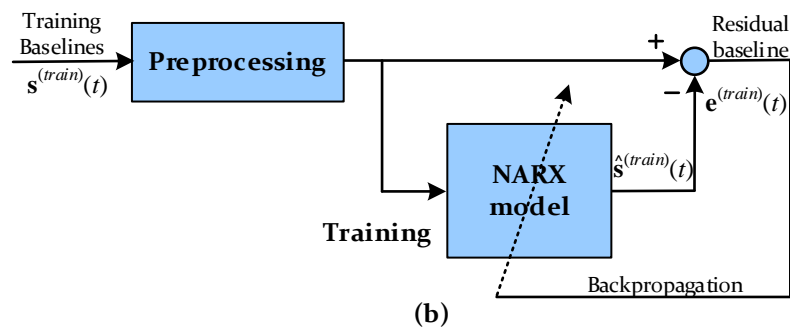 Training
Baselines
s^(train)(t)
Preprocessing
+
−
Residual
baseline
e^(train)(t)
NARX
model
ŝ^(train)(t)
Training
Backpropagation
(b)